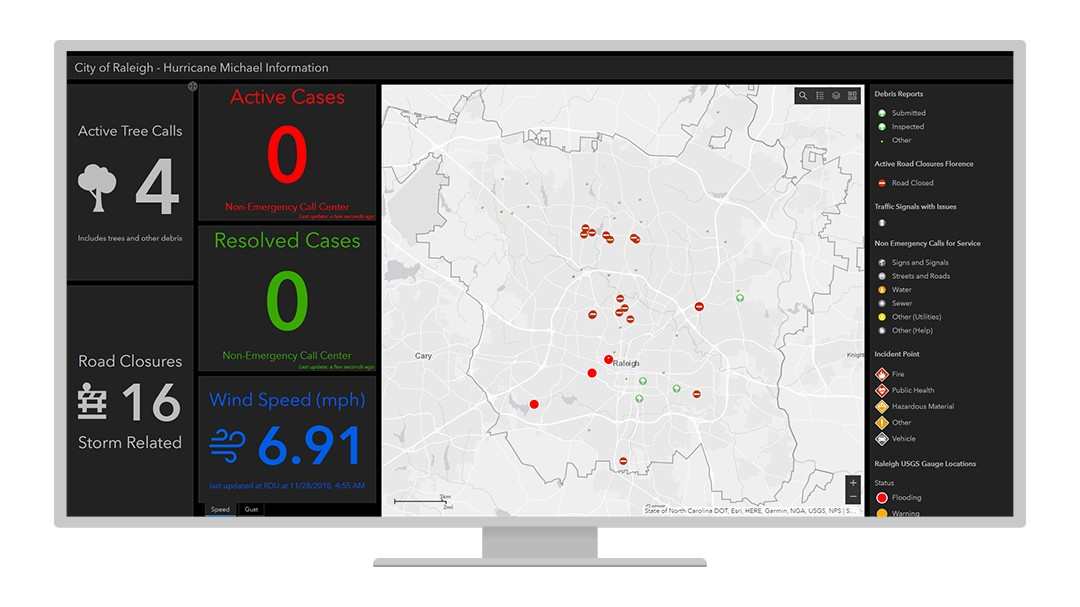 City of Raleigh - Hurricane Michael Information
Active Tree Calls
4
Includes trees and other debris
Road Closures
16
Storm Related
Active Cases
0
Non-Emergency Call Center
Last update: a few seconds ago
Resolved Cases
0
Non-Emergency Call Center
Last update: a few seconds ago
Wind Speed (mph)
6.91
last updated at RDU at 11/28/2018, 4:55 AM
Speed
Gust
Cary
Raleigh
Knight
Garner
3km
2mi
+
−
State of North Carolina DOT, Esri, HERE, Garmin, NGA, USGS, NPS | S...
Debris Reports
Submitted
Inspected
Other
Active Road Closures Florence
Road Closed
Traffic Signals with Issues
Non Emergency Calls for Service
Signs and Signals
Streets and Roads
Water
Sewer
Other (Utilities)
Other (Help)
Incident Point
Fire
Public Health
Hazardous Material
Other
Vehicle
Raleigh USGS Gauge Locations
Status
Flooding
Warning